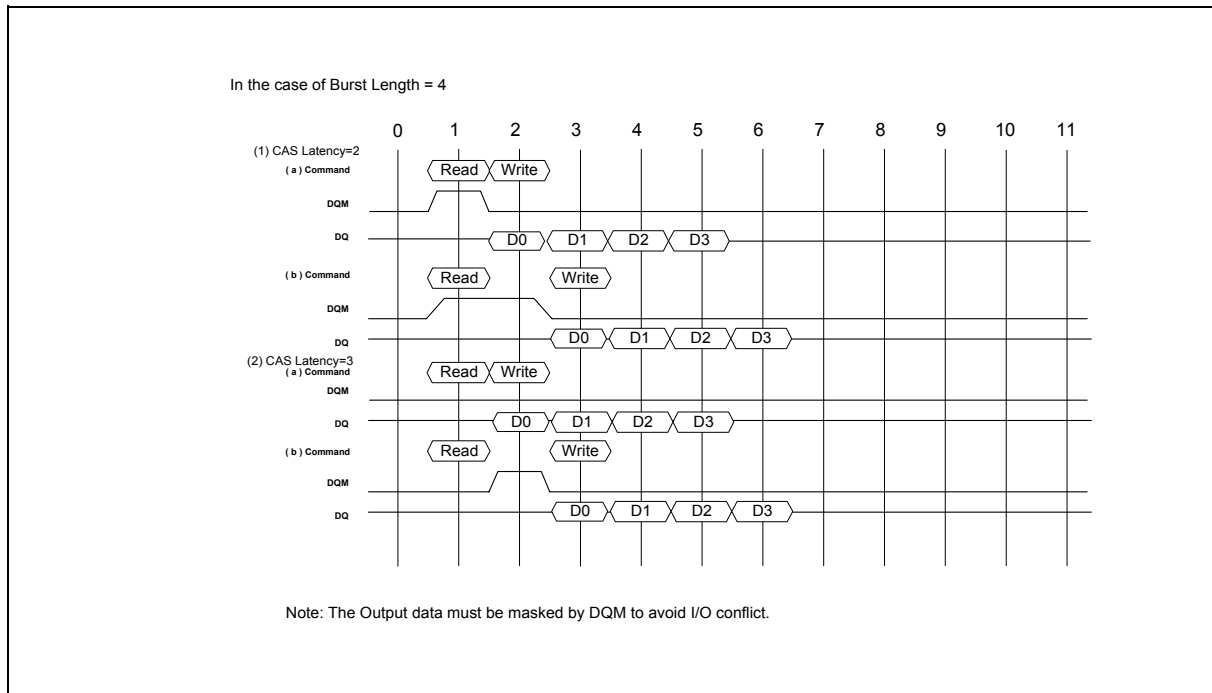 In the case of Burst Length = 4
0 1 2 3 4 5 6 7 8 9 10 11
(1) CAS Latency=2
( a ) Command Read Write
DQM
DQ D0 D1 D2 D3
( b ) Command Read Write
DQM
DQ D0 D1 D2 D3
(2) CAS Latency=3
( a ) Command Read Write
DQM
DQ D0 D1 D2 D3
( b ) Command Read Write
DQM
DQ D0 D1 D2 D3
Note: The Output data must be masked by DQM to avoid I/O conflict.